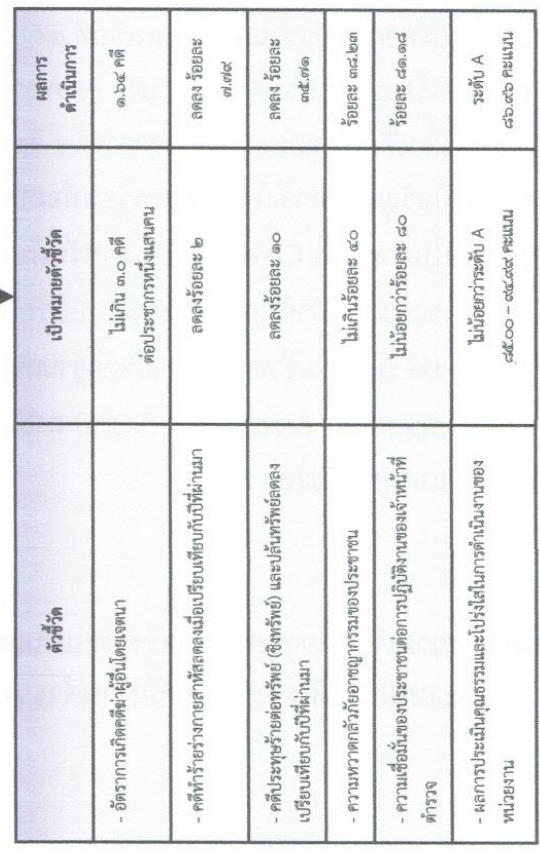 ตัวชี้วัด
เป้าหมายตัวชี้วัด
ผลการ
ดำเนินการ
- อัตราการเกิดคดีฆ่าผู้อื่นโดยเจตนา
ไม่เกิน ๓.๐ คดี
ต่อประชากรหนึ่งแสนคน
๑.๖๔ คดี
- คดีทำร้ายร่างกายสาหัสลดลงเมื่อเปรียบเทียบกับปีที่ผ่านมา
ลดลงร้อยละ ๒
ลดลง ร้อยละ
๗.๗๙
- คดีประทุษร้ายต่อทรัพย์ (ชิงทรัพย์) และปล้นทรัพย์ลดลง
เปรียบเทียบกับปีที่ผ่านมา
ลดลงร้อยละ ๑๐
ลดลง ร้อยละ
๓๕.๗๑
- ความหวาดกลัวภัยอาชญากรรมของประชาชน
ไม่เกินร้อยละ ๔๐
ร้อยละ ๓๘.๒๓
- ความเชื่อมั่นของประชาชนต่อการปฏิบัติงานของเจ้าหน้าที่
ตำรวจ
ไม่น้อยกว่าร้อยละ ๘๐
ร้อยละ ๘๑.๑๘
- ผลการประเมินคุณธรรมและโปร่งใสในการดำเนินงานของ
หน่วยงาน
ไม่น้อยกว่าระดับ A
๘๕.๐๐ – ๙๔.๙๙ คะแนน
ระดับ A
๘๖.๙๖ คะแนน